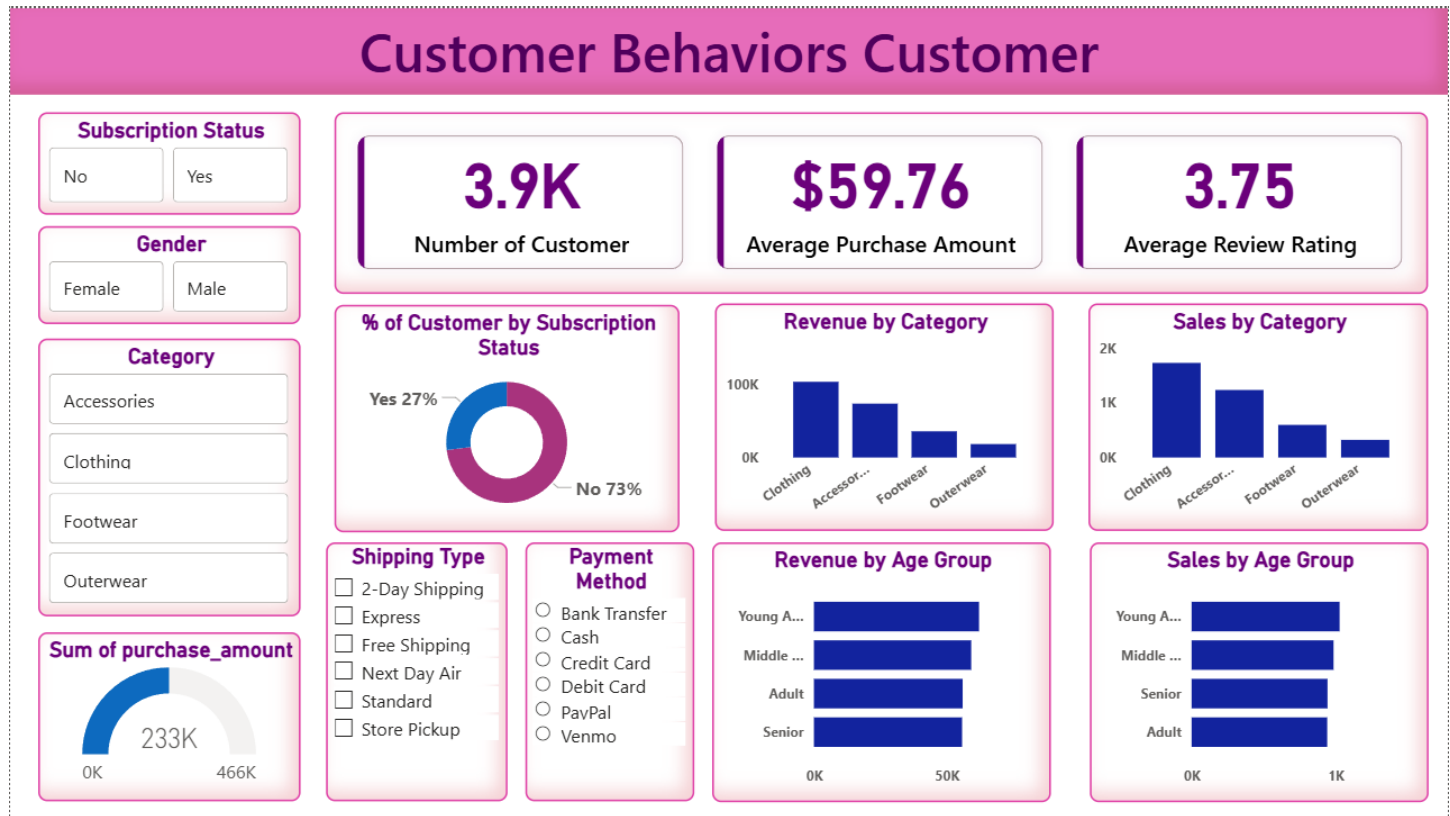 Customer Behaviors Customer
Subscription Status
No
Yes
Gender
Female
Male
Category
Accessories
Clothing
Footwear
Outerwear
Sum of purchase_amount
233K
0K
466K
3.9K
Number of Customer
$59.76
Average Purchase Amount
3.75
Average Review Rating
% of Customer by Subscription
Status
Yes 27%
No 73%
Revenue by Category
100K
0K
Clothing
Accessor...
Footwear
Outerwear
Sales by Category
2K
1K
0K
Clothing
Accessor...
Footwear
Outerwear
Shipping Type
2-Day Shipping
Express
Free Shipping
Next Day Air
Standard
Store Pickup
Payment
Method
Bank Transfer
Cash
Credit Card
Debit Card
PayPal
Venmo
Revenue by Age Group
Young A...
Middle ...
Adult
Senior
0K
50K
Sales by Age Group
Young A...
Middle ...
Senior
Adult
0K
1K